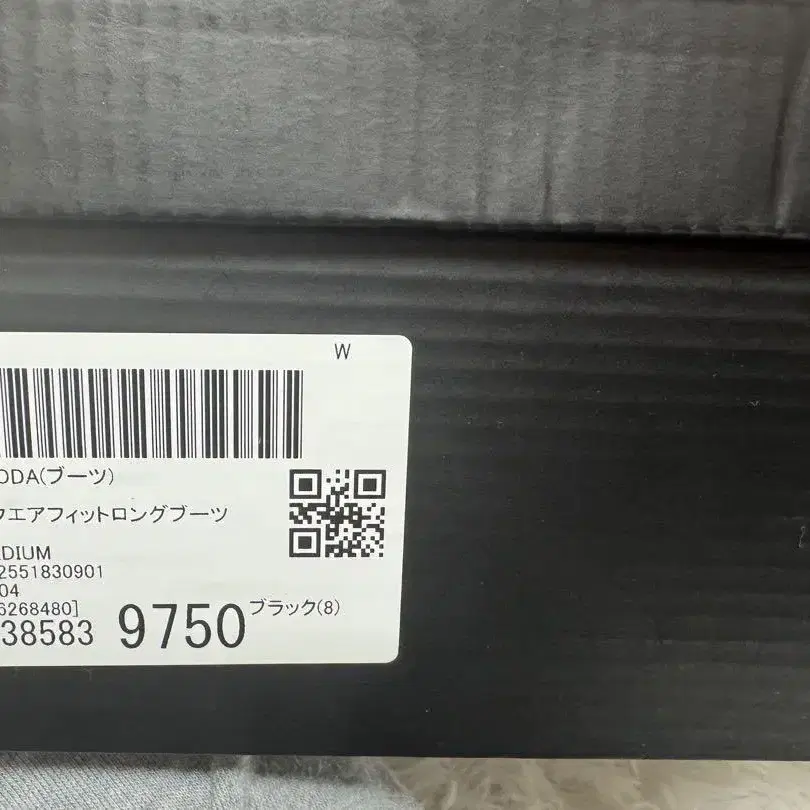 W
ODA(ブーツ)
クエアフィットロングブーツ
DIUM
2551830901
04
6268480]
38583 9750 ブラック(8)